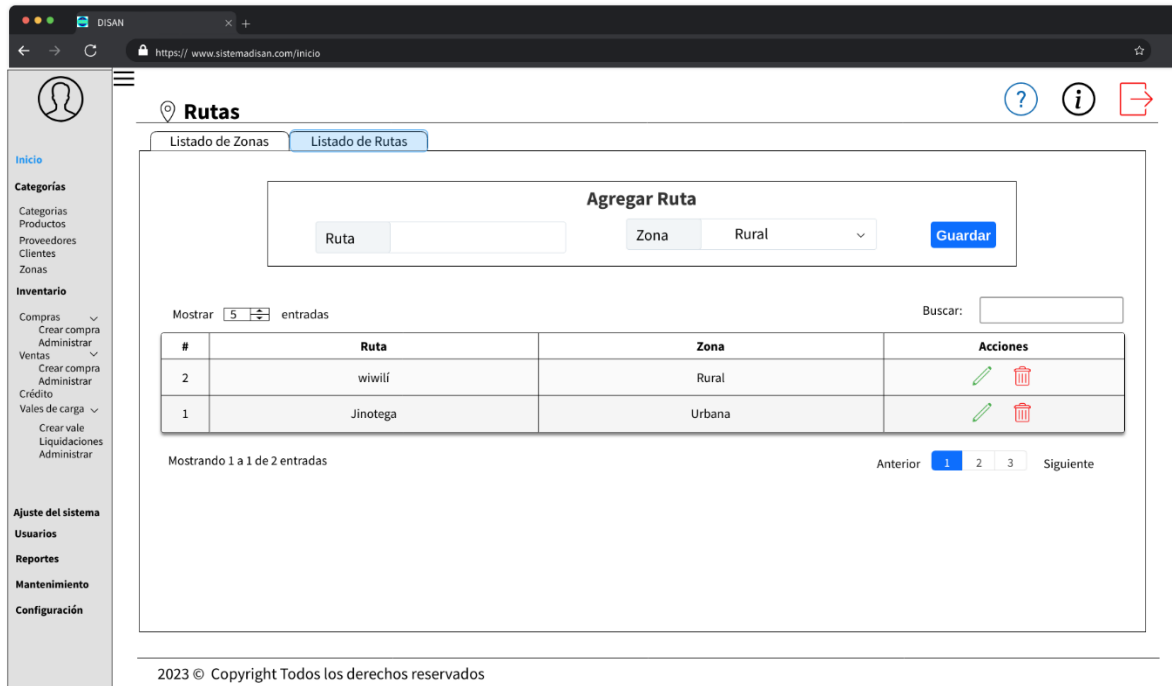 DISAN
https:// www.sistemadisan.com/inicio
Rutas
Listado de Zonas Listado de Rutas
Inicio
Categorías
Categorias
Productos
Proveedores
Clientes
Zonas
Inventario
Compras
Crear compra
Administrar
Ventas
Crear compra
Administrar
Crédito
Vales de carga
Crear vale
Liquidaciones
Administrar
Ajuste del sistema
Usuarios
Reportes
Mantenimiento
Configuración
Agregar Ruta
Ruta Zona Rural Guardar
Mostrar 5 entradas Buscar:
# Ruta Zona Acciones
2 wiwilí Rural
1 Jinotega Urbana
Mostrando 1 a 1 de 2 entradas Anterior 1 2 3 Siguiente
2023 © Copyright Todos los derechos reservados